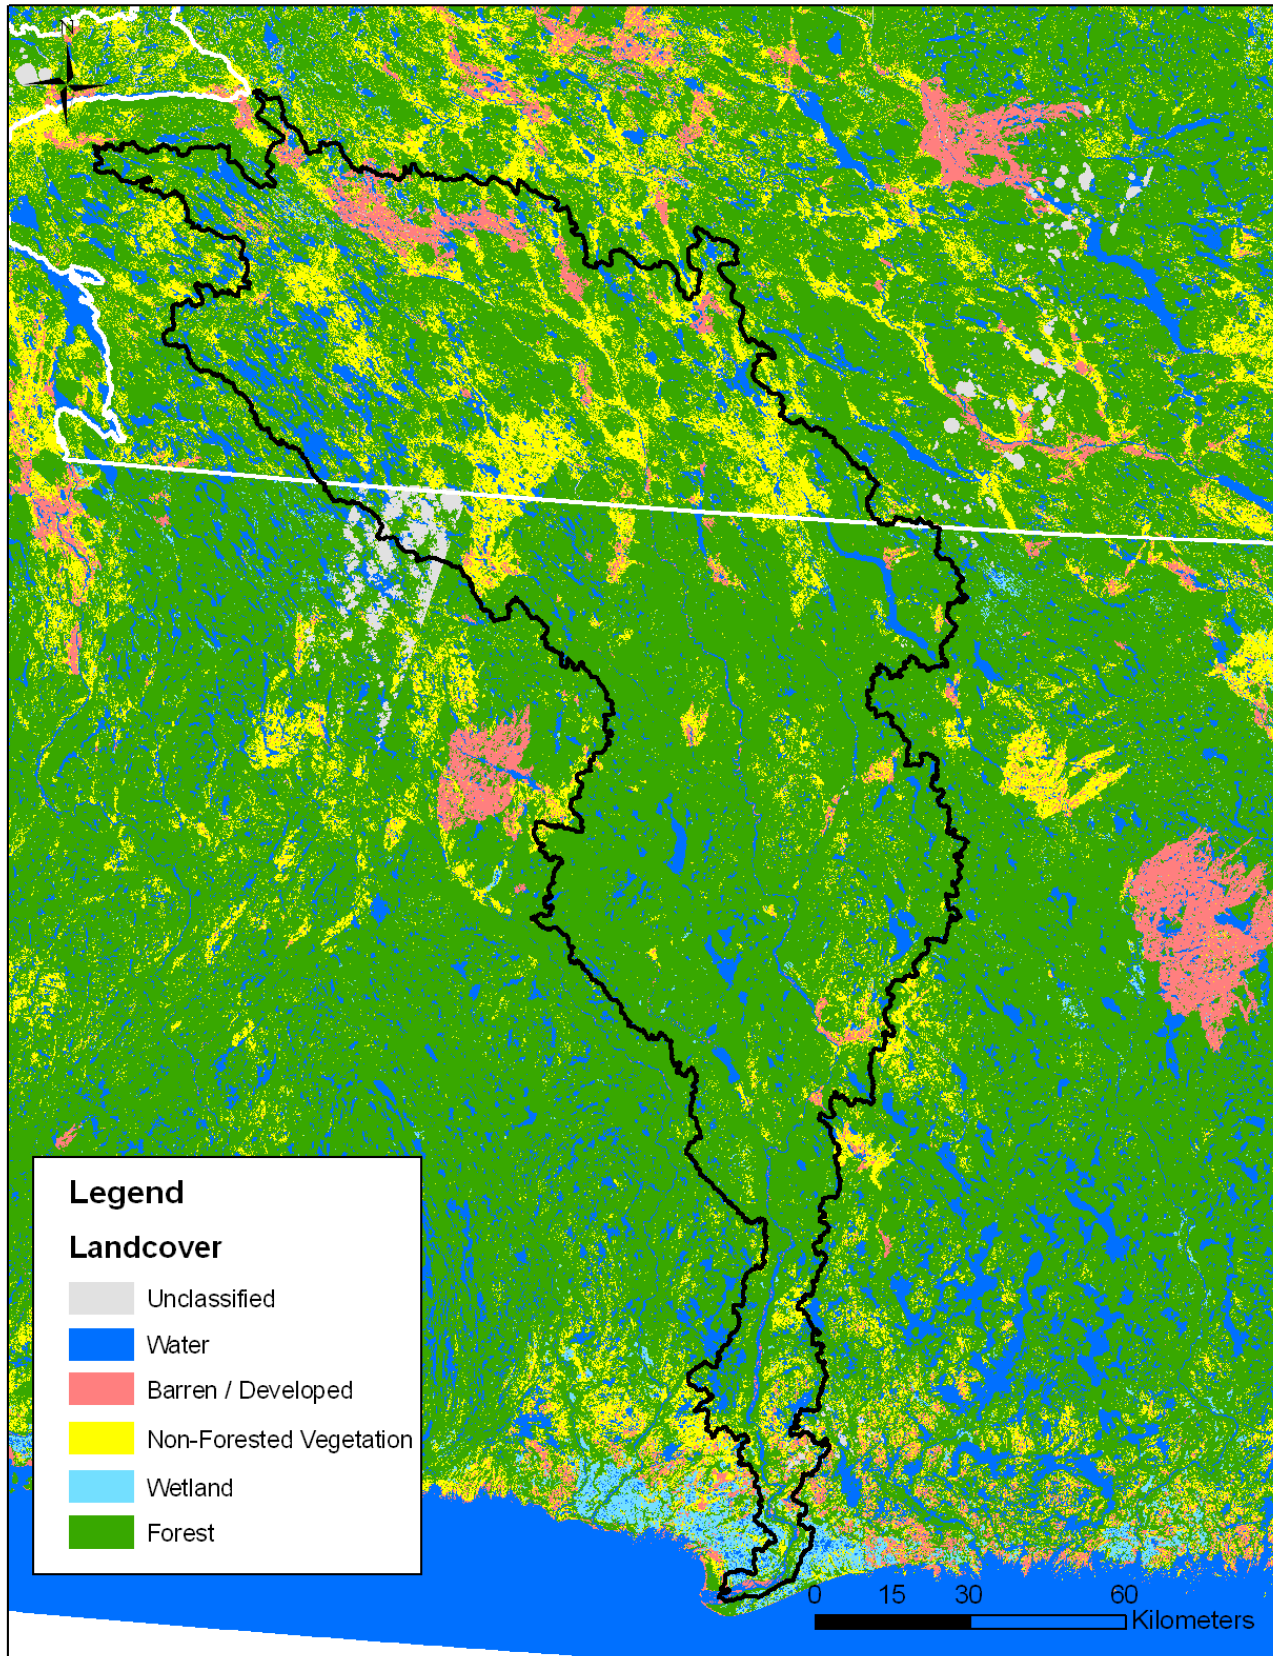 N
Legend
Landcover
Unclassified
Water
Barren / Developed
Non-Forested Vegetation
Wetland
Forest
0 15 30 60
Kilometers